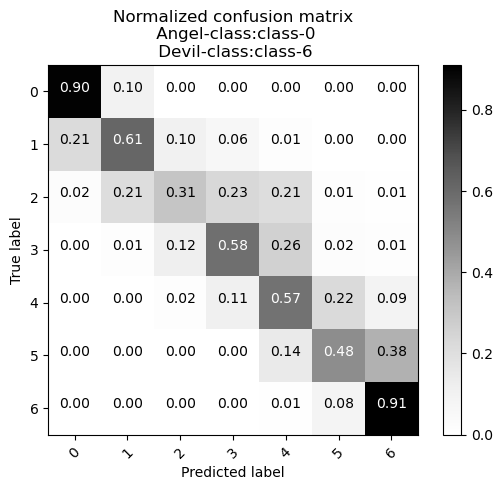 Normalized confusion matrix
Angel-class:class-0
Devil-class:class-6
0 0.90 0.10 0.00 0.00 0.00 0.00 0.00
1 0.21 0.61 0.10 0.06 0.01 0.00 0.00
2 0.02 0.21 0.31 0.23 0.21 0.01 0.01
3 0.00 0.01 0.12 0.58 0.26 0.02 0.01
4 0.00 0.00 0.02 0.11 0.57 0.22 0.09
5 0.00 0.00 0.00 0.00 0.14 0.48 0.38
6 0.00 0.00 0.00 0.00 0.01 0.08 0.91
0 1 2 3 4 5 6
True label
Predicted label
0.8
0.6
0.4
0.2
0.0